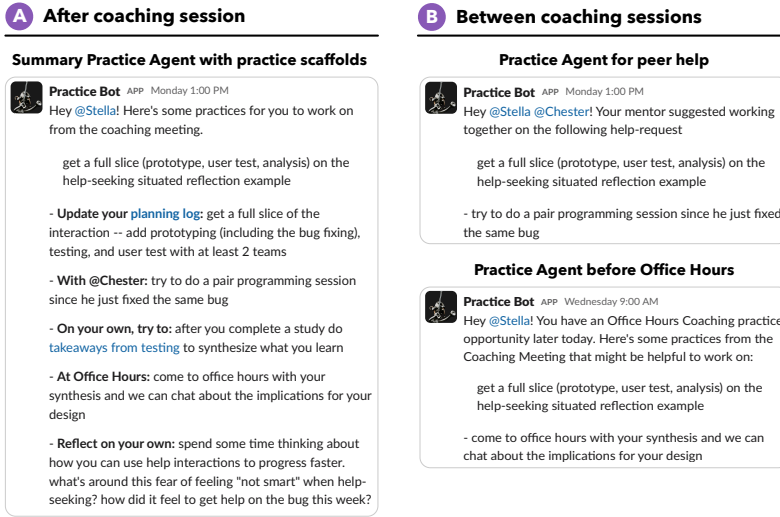 A After coaching session
Summary Practice Agent with practice scaffolds
Practice Bot APP Monday 1:00 PM
Hey @Stella! Here's some practices for you to work on
from the coaching meeting.
get a full slice (prototype, user test, analysis) on the
help-seeking situated reflection example
- Update your planning log: get a full slice of the
interaction -- add prototyping (including the bug fixing),
testing, and user test with at least 2 teams
- With @Chester: try to do a pair programming session
since he just fixed the same bug
- On your own, try to: after you complete a study do
takeaways from testing to synthesize what you learn
- At Office Hours: come to office hours with your
synthesis and we can chat about the implications for your
design
- Reflect on your own: spend some time thinking about
how you can use help interactions to progress faster.
what's around this fear of feeling "not smart" when help-
seeking? how did it feel to get help on the bug this week?
B Between coaching sessions
Practice Agent for peer help
Practice Bot APP Monday 1:00 PM
Hey @Stella @Chester! Your mentor suggested working
together on the following help-request
get a full slice (prototype, user test, analysis) on the
help-seeking situated reflection example
- try to do a pair programming session since he just fixed
the same bug
Practice Agent before Office Hours
Practice Bot APP Wednesday 9:00 AM
Hey @Stella! You have an Office Hours Coaching practice
opportunity later today. Here's some practices from the
Coaching Meeting that might be helpful to work on:
get a full slice (prototype, user test, analysis) on the
help-seeking situated reflection example
- come to office hours with your synthesis and we can
chat about the implications for your design